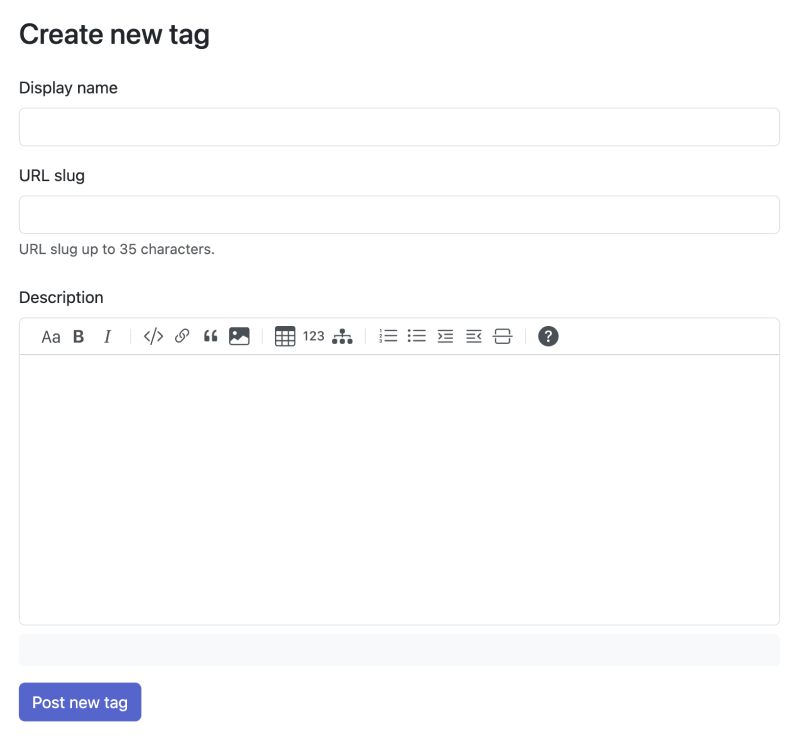 Create new tag
Display name
URL slug
URL slug up to 35 characters.
Description
Aa B I </> “ 123 ?
Post new tag